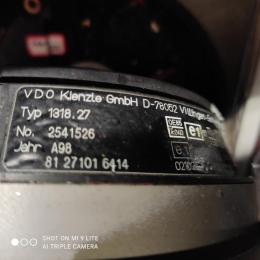 VDO Kienzle GmbH D-78052 Villingen-
Typ 1318.27
No. 2541526
Jahr A98
81 27101 6414
e1
SHOT ON MI 9 LITE
AI TRIPLE CAMERA